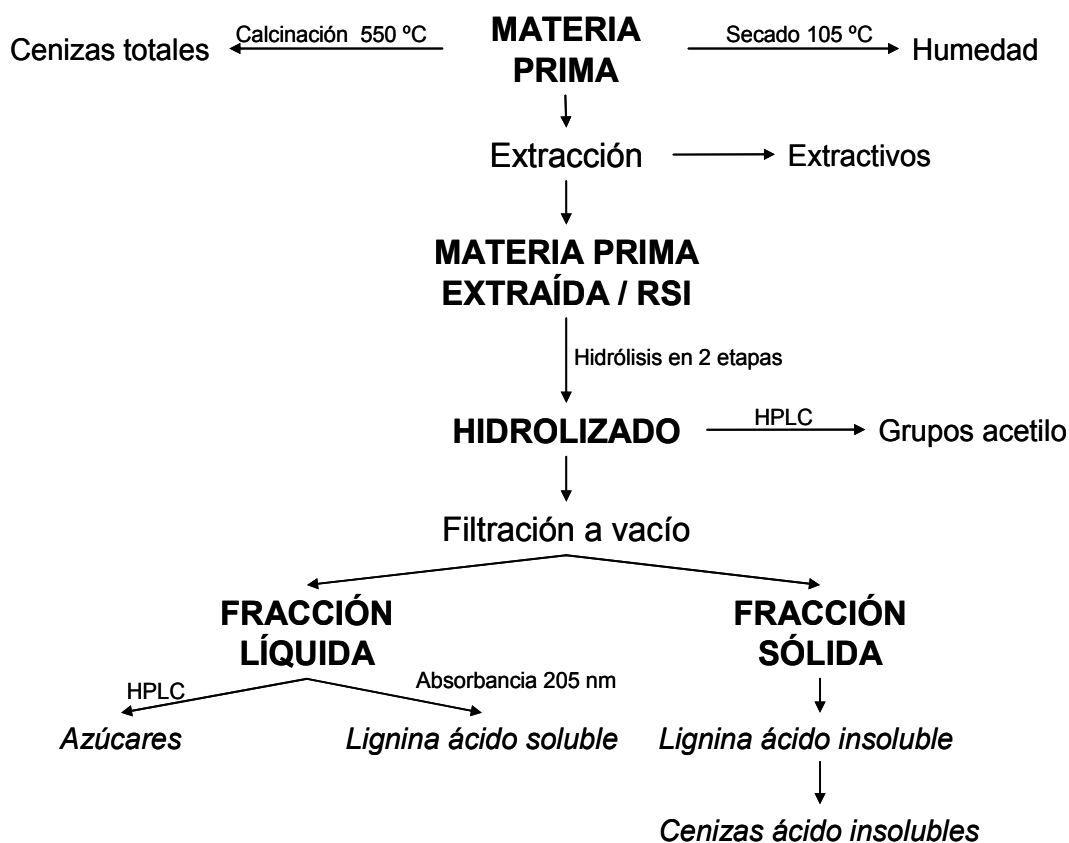 Cenizas totales
Calcinación 550 ºC
MATERIA
PRIMA
Secado 105 ºC
Humedad
Extracción
Extractivos
MATERIA PRIMA
EXTRAÍDA / RSI
Hidrólisis en 2 etapas
HIDROLIZADO
HPLC
Grupos acetilo
Filtración a vacío
FRACCIÓN
LÍQUIDA
FRACCIÓN
SÓLIDA
HPLC
Absorbancia 205 nm
Azúcares
Lignina ácido soluble
Lignina ácido insoluble
Cenizas ácido insolubles